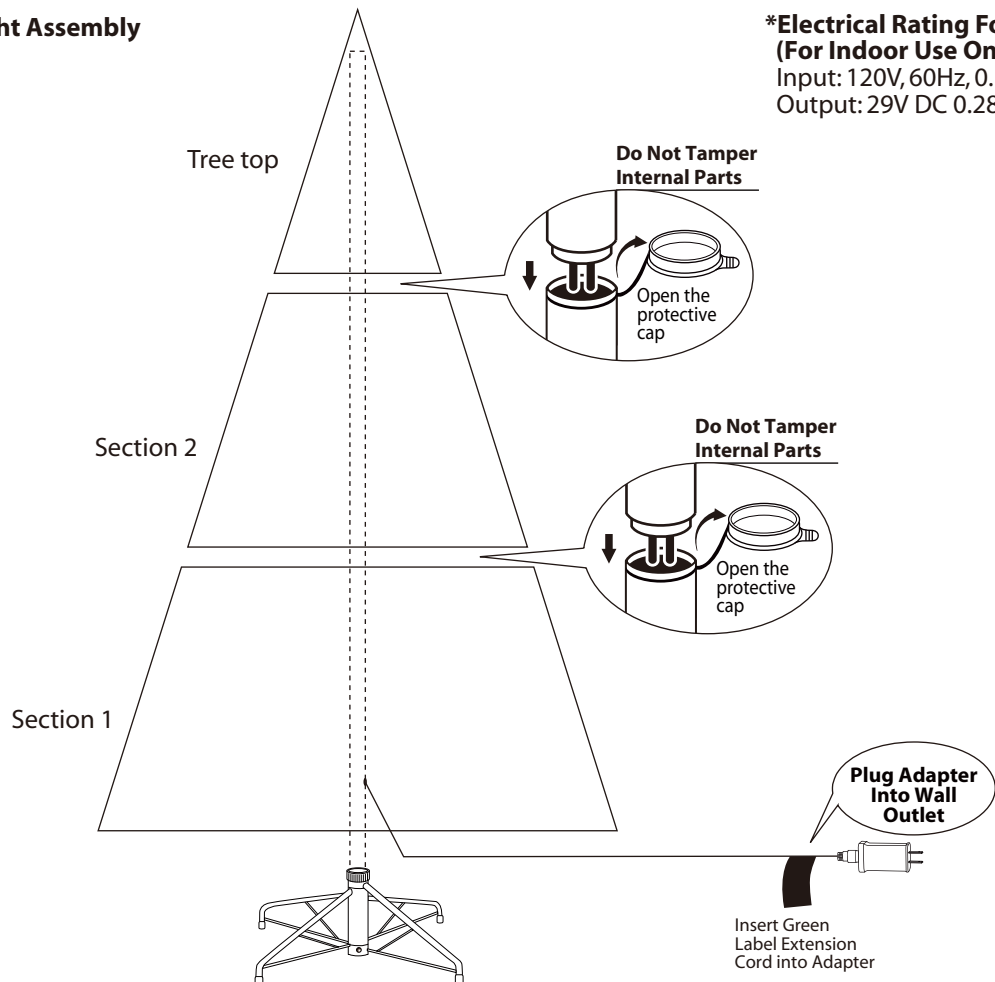 ht Assembly
*Electrical Rating Fo
(For Indoor Use On
Input: 120V, 60Hz, 0.
Output: 29V DC 0.28
Tree top
Do Not Tamper
Internal Parts
Open the
protective
cap
Section 2
Do Not Tamper
Internal Parts
Open the
protective
cap
Section 1
Plug Adapter
Into Wall
Outlet
Insert Green
Label Extension
Cord into Adapter